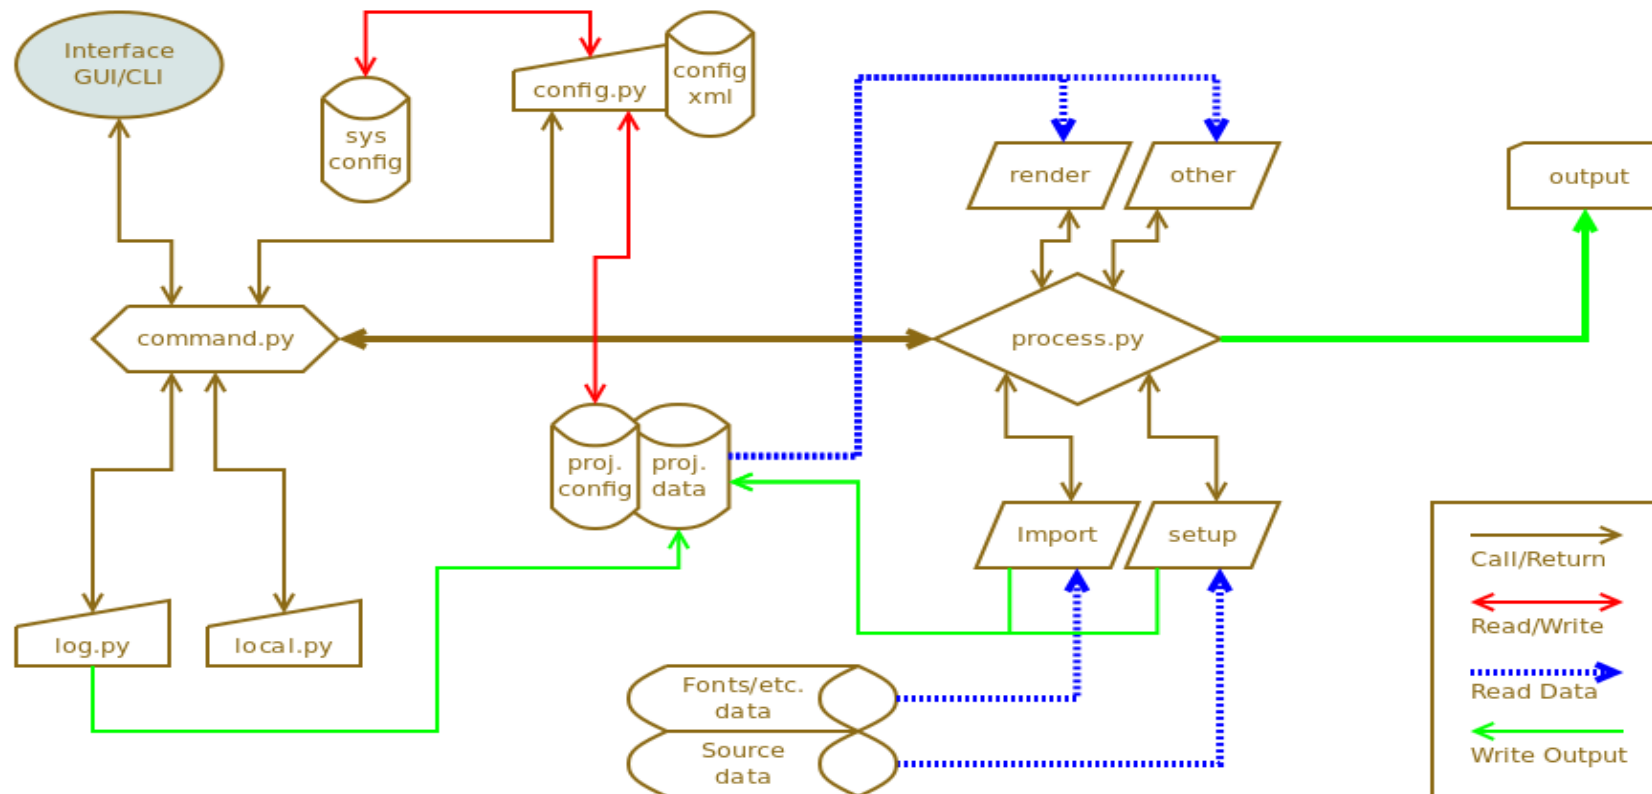 Interface
GUI/CLI
sys
config
config.py
config
xml
render
other
output
command.py
process.py
proj.
config
proj.
data
Import
setup
log.py
local.py
Fonts/etc.
data
Source
data
Call/Return
Read/Write
Read Data
Write Output